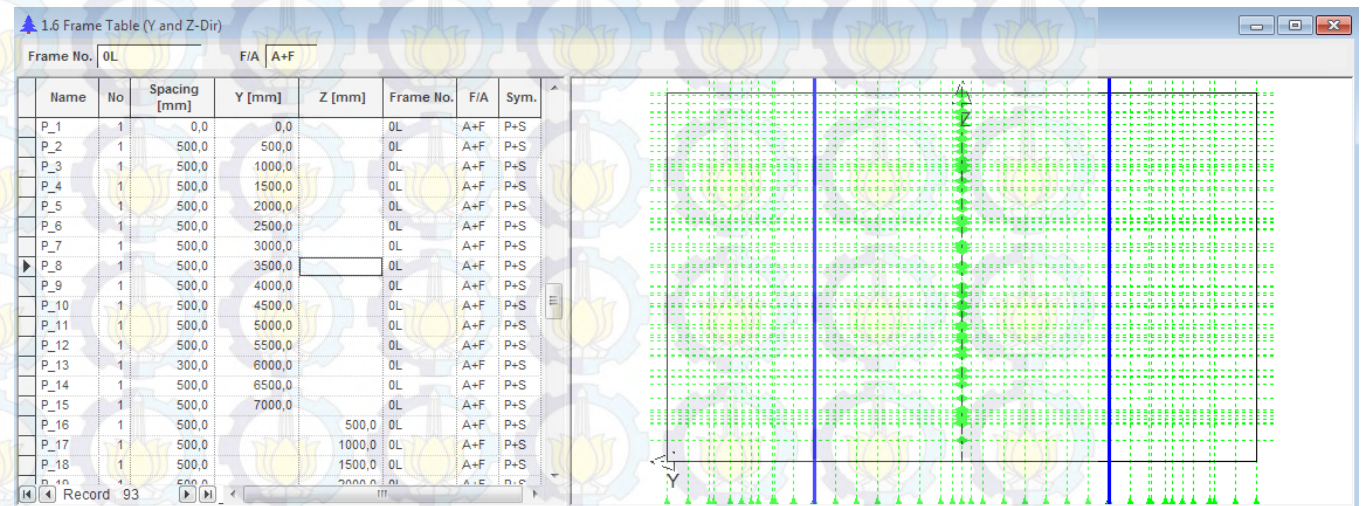 1.6 Frame Table (Y and Z-Dir)
Frame No. 0L F/A A+F
Name No Spacing [mm] Y [mm] Z [mm] Frame No. F/A Sym.
P_1 1 0,0 0,0 0L A+F P+S
P_2 1 500,0 500,0 0L A+F P+S
P_3 1 500,0 1000,0 0L A+F P+S
P_4 1 500,0 1500,0 0L A+F P+S
P_5 1 500,0 2000,0 0L A+F P+S
P_6 1 500,0 2500,0 0L A+F P+S
P_7 1 500,0 3000,0 0L A+F P+S
P_8 1 500,0 3500,0 0L A+F P+S
P_9 1 500,0 4000,0 0L A+F P+S
P_10 1 500,0 4500,0 0L A+F P+S
P_11 1 500,0 5000,0 0L A+F P+S
P_12 1 500,0 5500,0 0L A+F P+S
P_13 1 300,0 6000,0 0L A+F P+S
P_14 1 500,0 6500,0 0L A+F P+S
P_15 1 500,0 7000,0 0L A+F P+S
P_16 1 500,0 500,0 0L A+F P+S
P_17 1 500,0 1000,0 0L A+F P+S
P_18 1 500,0 1500,0 0L A+F P+S
P_19 1 500,0 2000,0 0L A+F P+S
Record 93
Z
Y